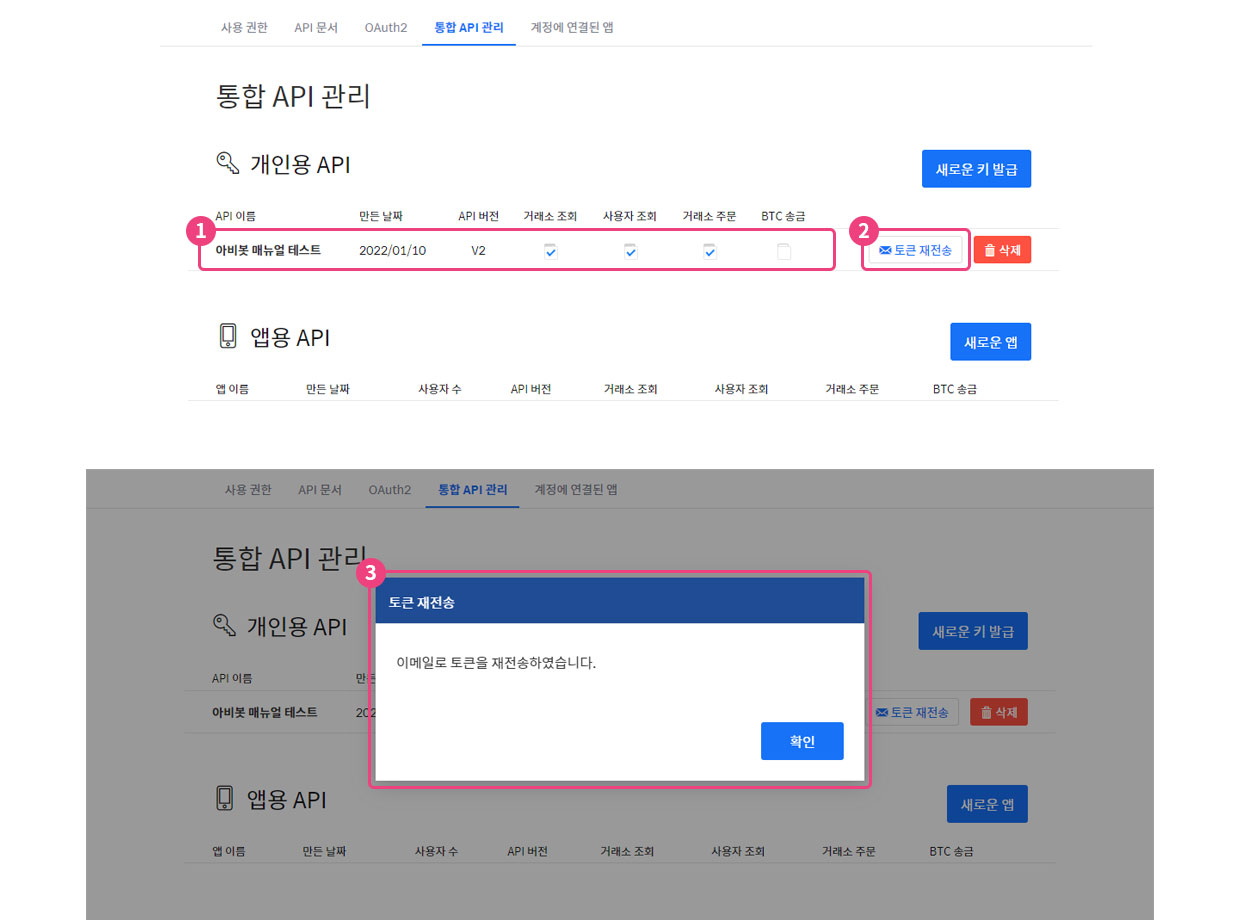 사용 권한 API 문서 OAuth2 통합 API 관리 계정에 연결된 앱
통합 API 관리
개인용 API 새로운 키 발급
API 이름 만든 날짜 API 버전 거래소 조회 사용자 조회 거래소 주문 BTC 송금
1 2
아비봇 매뉴얼 테스트 2022/01/10 V2 토큰 재전송 삭제
앱용 API 새로운 앱
앱 이름 만든 날짜 사용자 수 API 버전 거래소 조회 사용자 조회 거래소 주문 BTC 송금
사용 권한 API 문서 OAuth2 통합 API 관리 계정에 연결된 앱
통합 API 관리
3
토큰 재전송
개인용 API 새로운 키 발급
이메일로 토큰을 재전송하였습니다.
API 이름 만든
아비봇 매뉴얼 테스트 202 토큰 재전송 삭제
확인
앱용 API 새로운 앱
앱 이름 만든 날짜 사용자 수 API 버전 거래소 조회 사용자 조회 거래소 주문 BTC 송금